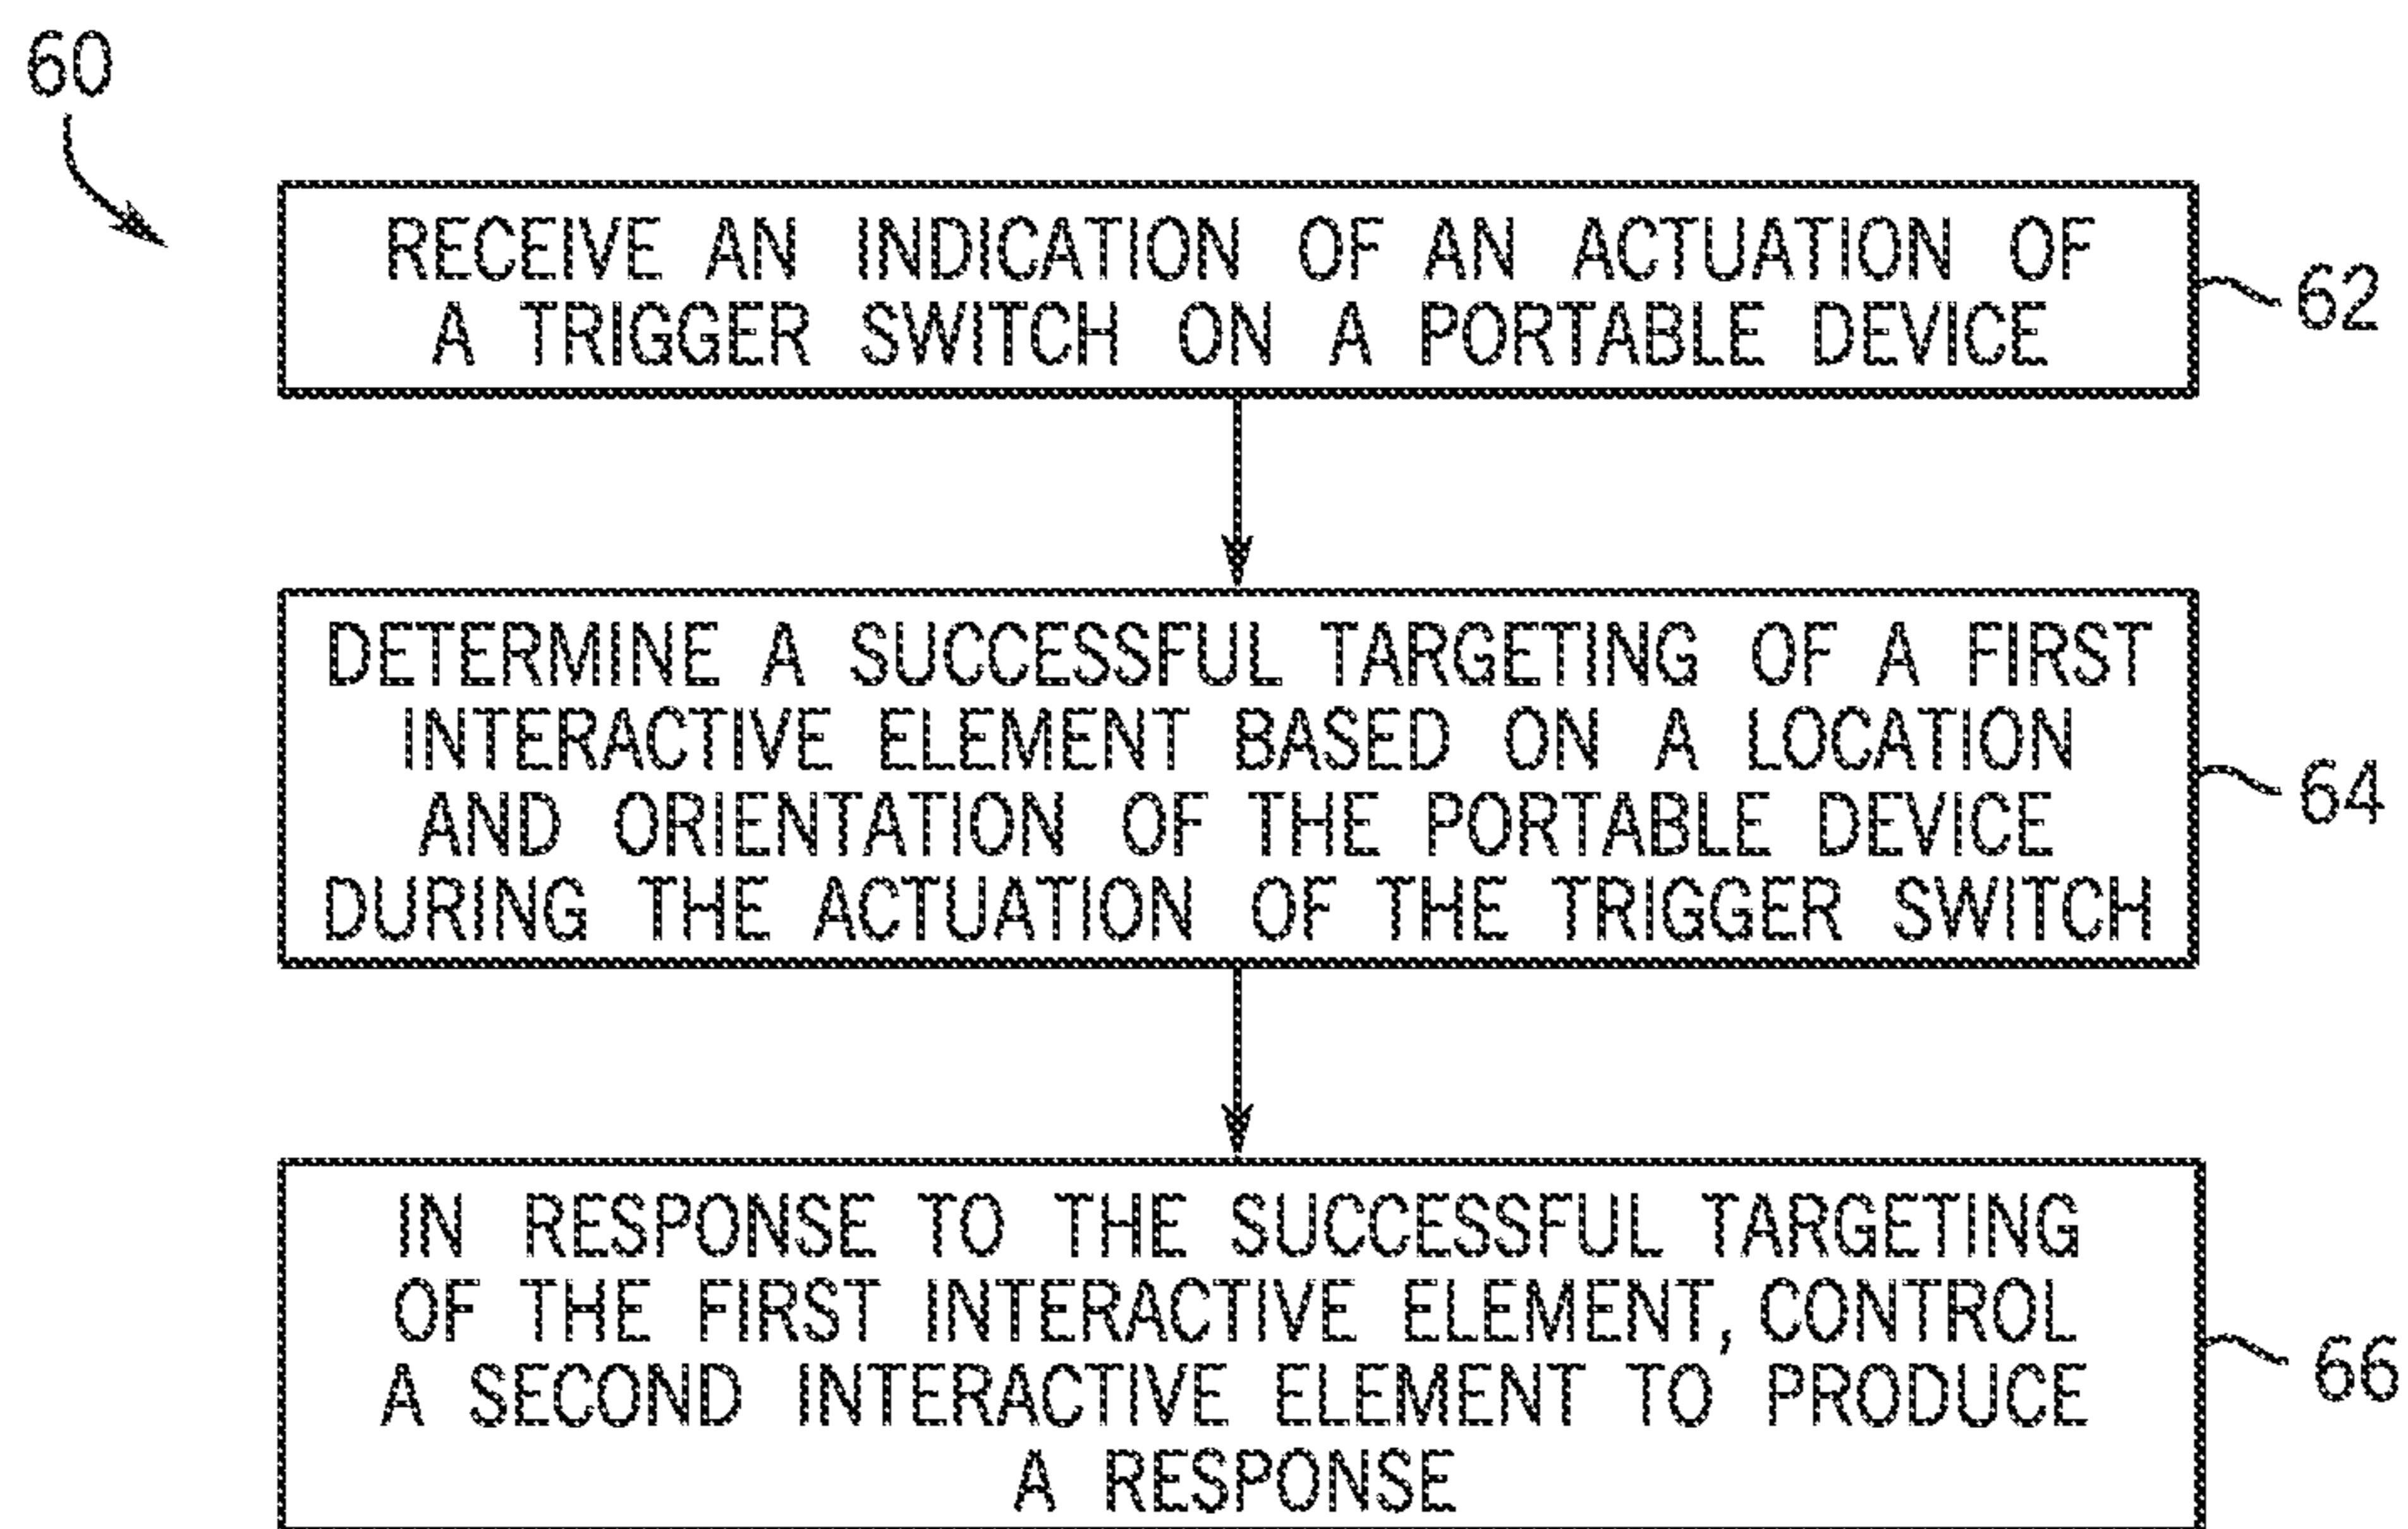 60
RECEIVE AN INDICATION OF AN ACTUATION OF
A TRIGGER SWITCH ON A PORTABLE DEVICE
62
DETERMINE A SUCCESSFUL TARGETING OF A FIRST
INTERACTIVE ELEMENT BASED ON A LOCATION
AND ORIENTATION OF THE PORTABLE DEVICE
DURING THE ACTUATION OF THE TRIGGER SWITCH
64
IN RESPONSE TO THE SUCCESSFUL TARGETING
OF THE FIRST INTERACTIVE ELEMENT, CONTROL
A SECOND INTERACTIVE ELEMENT TO PRODUCE
A RESPONSE
66